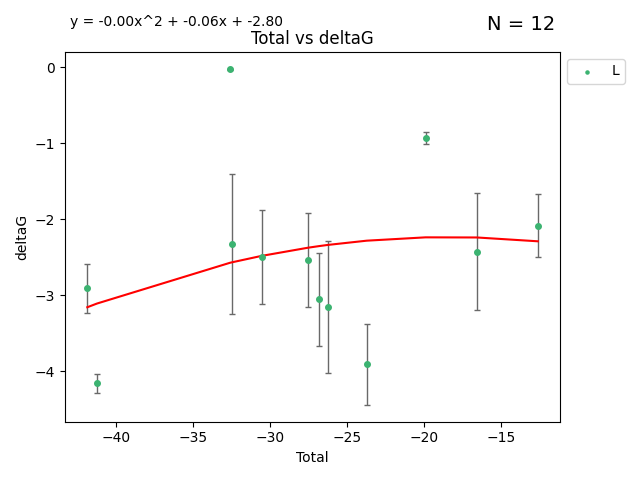 y = -0.00x^2 + -0.06x + -2.80
N = 12
Total vs deltaG
L
0
−1
−2
−3
−4
deltaG
−40 −35 −30 −25 −20 −15
Total